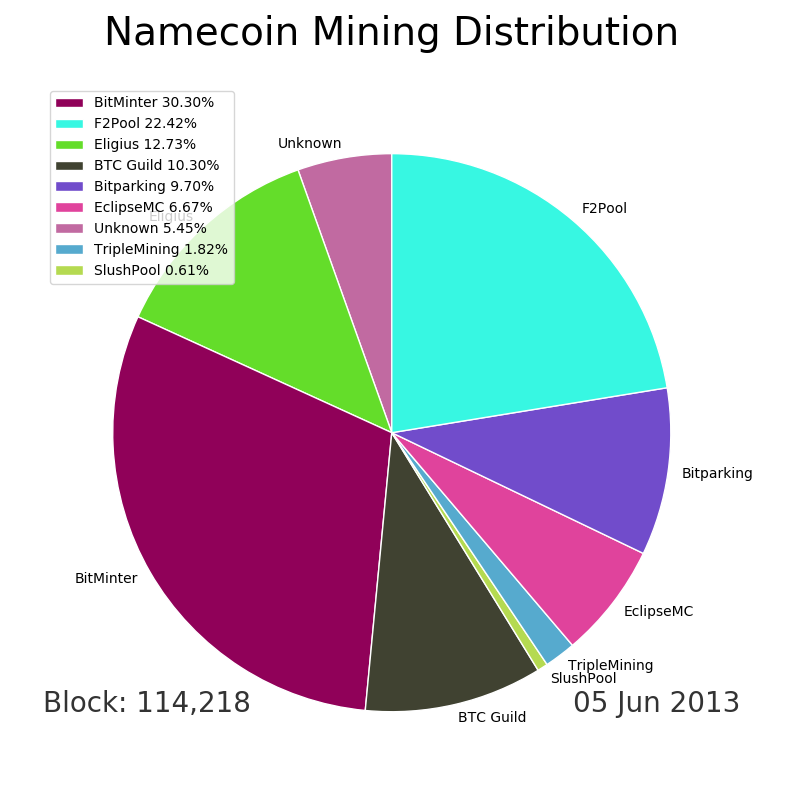 Namecoin Mining Distribution
BitMinter 30.30%
F2Pool 22.42%
Eligius 12.73%
BTC Guild 10.30%
Bitparking 9.70%
EclipseMC 6.67%
Unknown 5.45%
TripleMining 1.82%
SlushPool 0.61%
Unknown
F2Pool
Eligius
Bitparking
BitMinter
EclipseMC
TripleMining
SlushPool
BTC Guild
Block: 114,218
05 Jun 2013